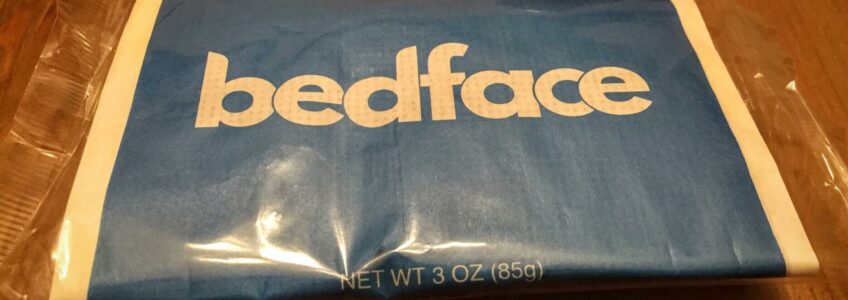 bedface
NET WT 3 OZ (85g)